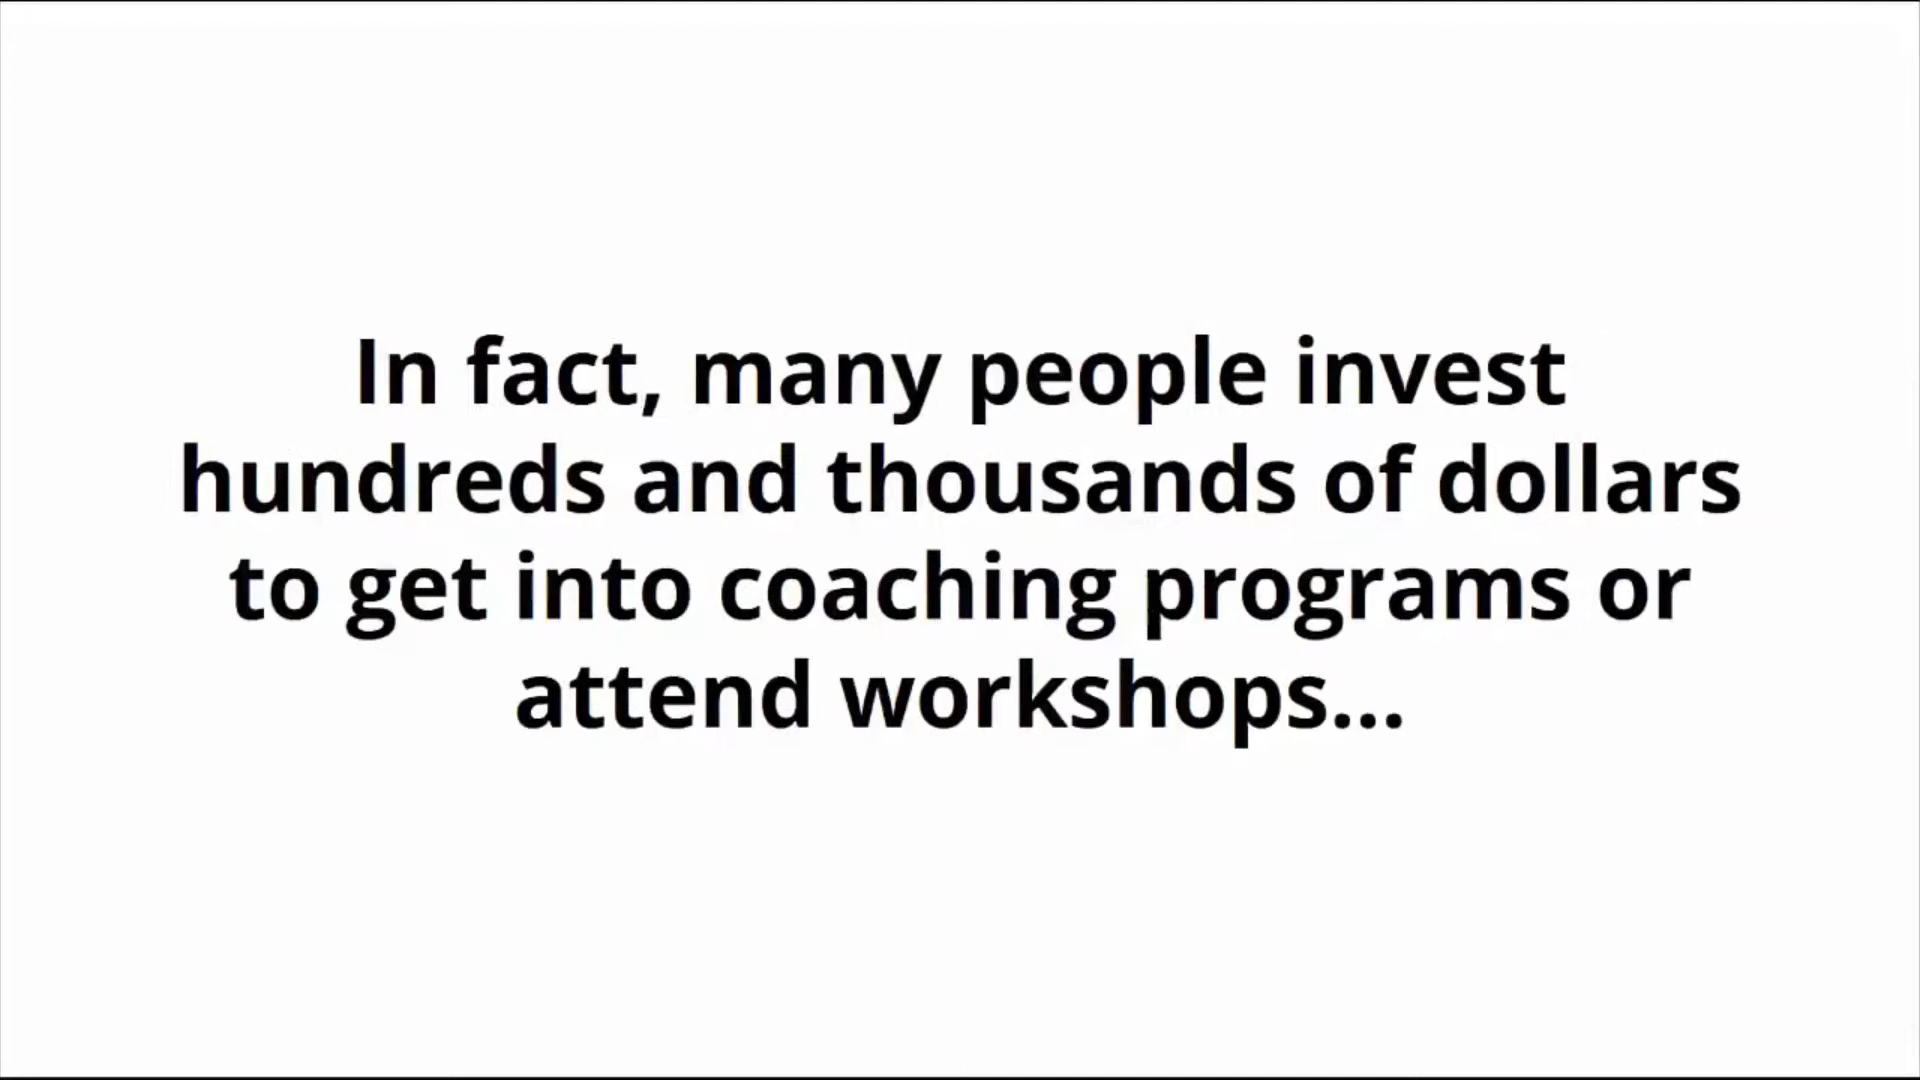 In fact, many people invest
hundreds and thousands of dollars
to get into coaching programs or
attend workshops...